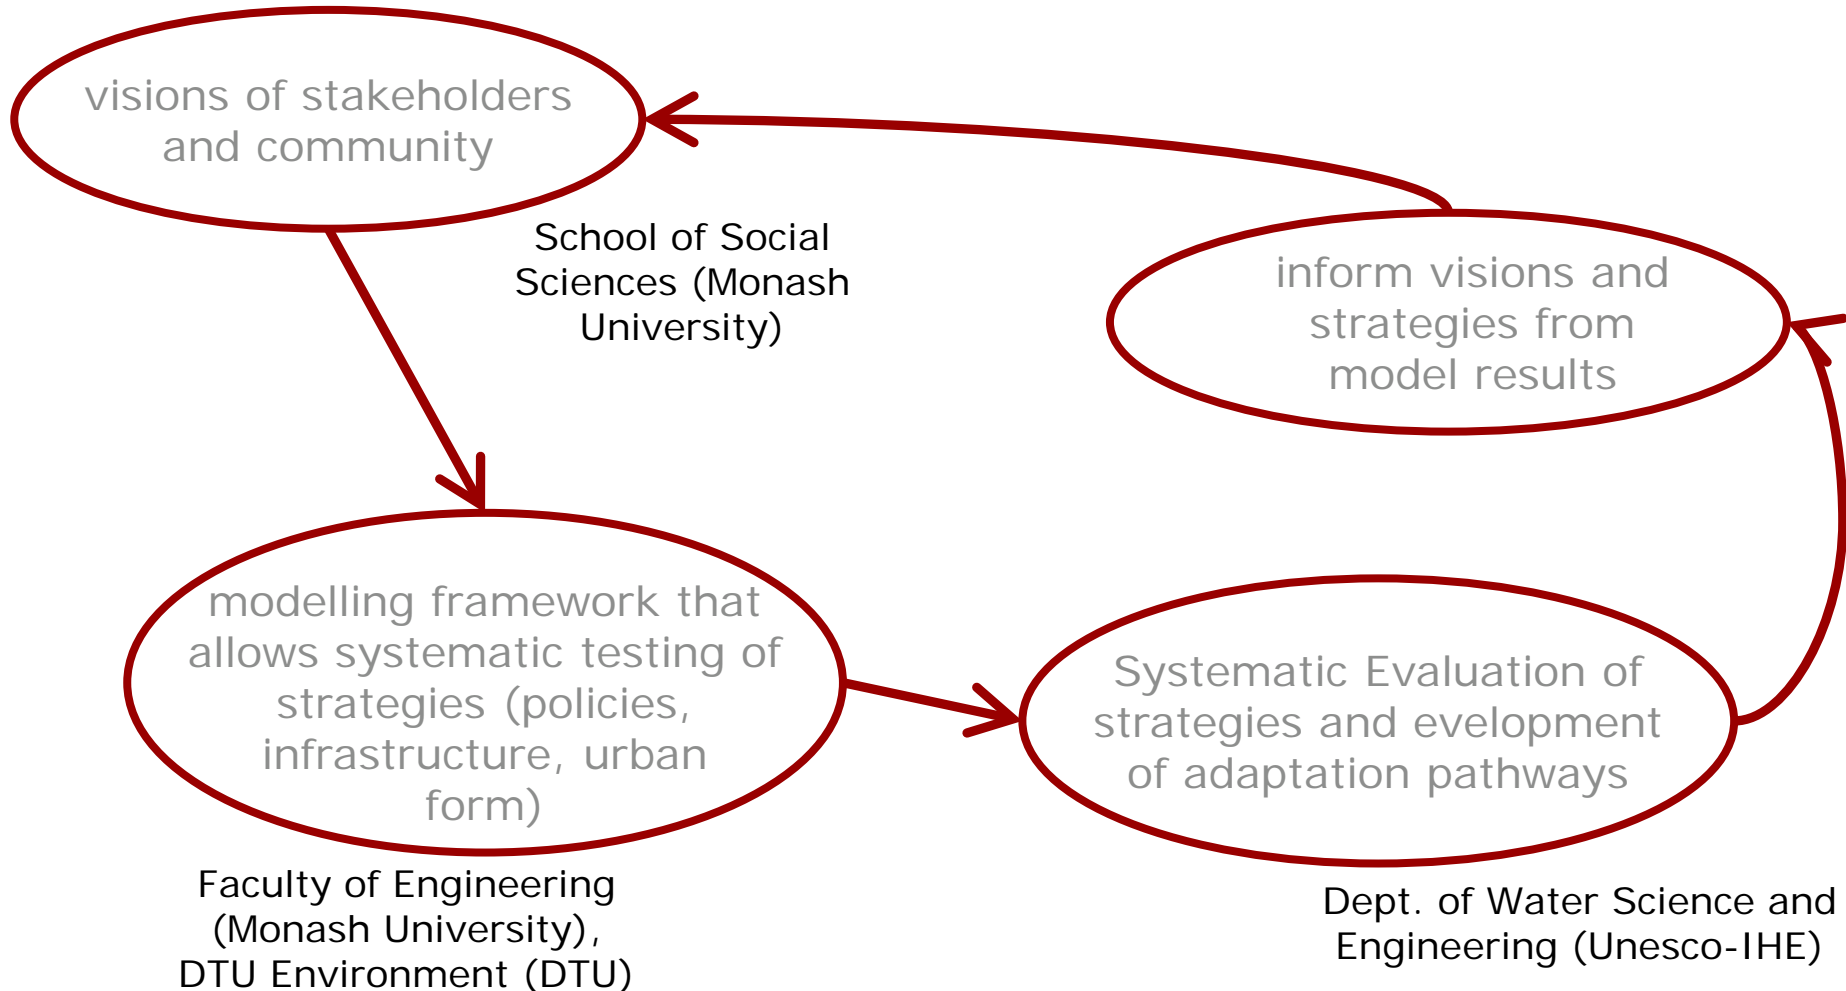 visions of stakeholders
and community
School of Social
Sciences (Monash
University)
inform visions and
strategies from
model results
modelling framework that
allows systematic testing of
strategies (policies,
infrastructure, urban
form)
Systematic Evaluation of
strategies and evelopment
of adaptation pathways
Faculty of Engineering
(Monash University),
DTU Environment (DTU)
Dept. of Water Science and
Engineering (Unesco-IHE)